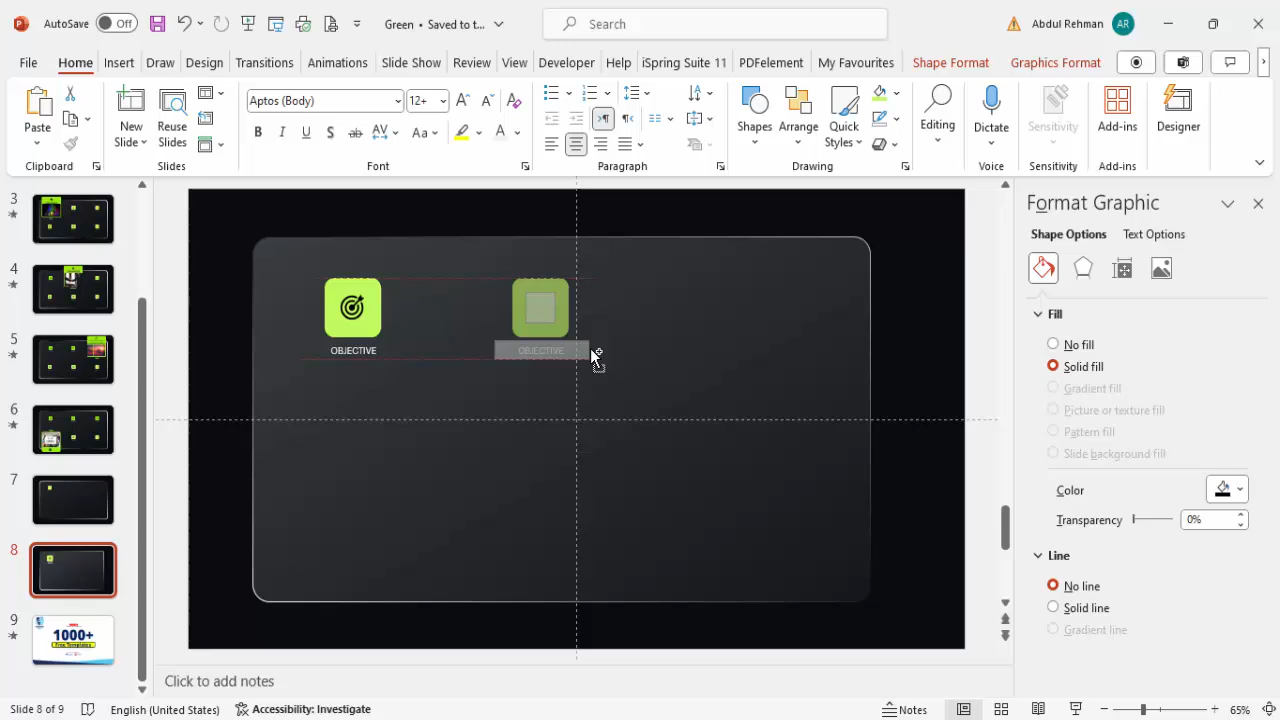 AutoSave Off Green • Saved to t... Search Abdul Rehman AR
File Home Insert Draw Design Transitions Animations Slide Show Review View Developer Help iSpring Suite 11 PDFelement My Favourites Shape Format Graphics Format
Aptos (Body) 12+
Paste New Slide Reuse Slides Shapes Arrange Quick Styles Editing Dictate Sensitivity Add-ins Designer
Clipboard Slides Font Paragraph Drawing Voice Sensitivity Add-ins
3
4
5
6
7
8
9
1000+
OBJECTIVE
OBJECTIVE
Format Graphic
Shape Options Text Options
Fill
No fill
Solid fill
Gradient fill
Picture or texture fill
Pattern fill
Slide background fill
Color
Transparency 0%
Line
No line
Solid line
Gradient line
Click to add notes
Slide 8 of 9 English (United States) Accessibility: Investigate Notes 65%